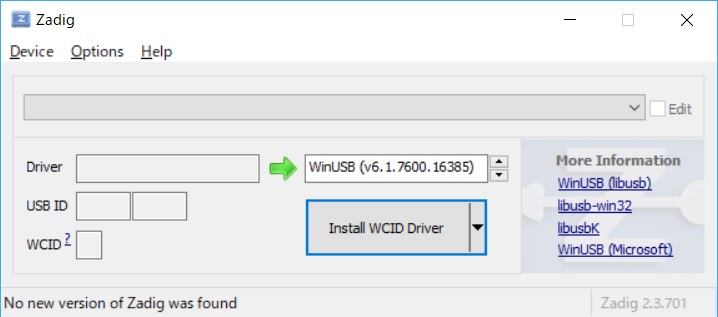 Zadig
Device Options Help
Edit
Driver
WinUSB (v6.1.7600.16385)
USB ID
WCID ?
Install WCID Driver
More Information
WinUSB (libusb)
libusb-win32
libusbK
WinUSB (Microsoft)
No new version of Zadig was found
Zadig 2.3.701